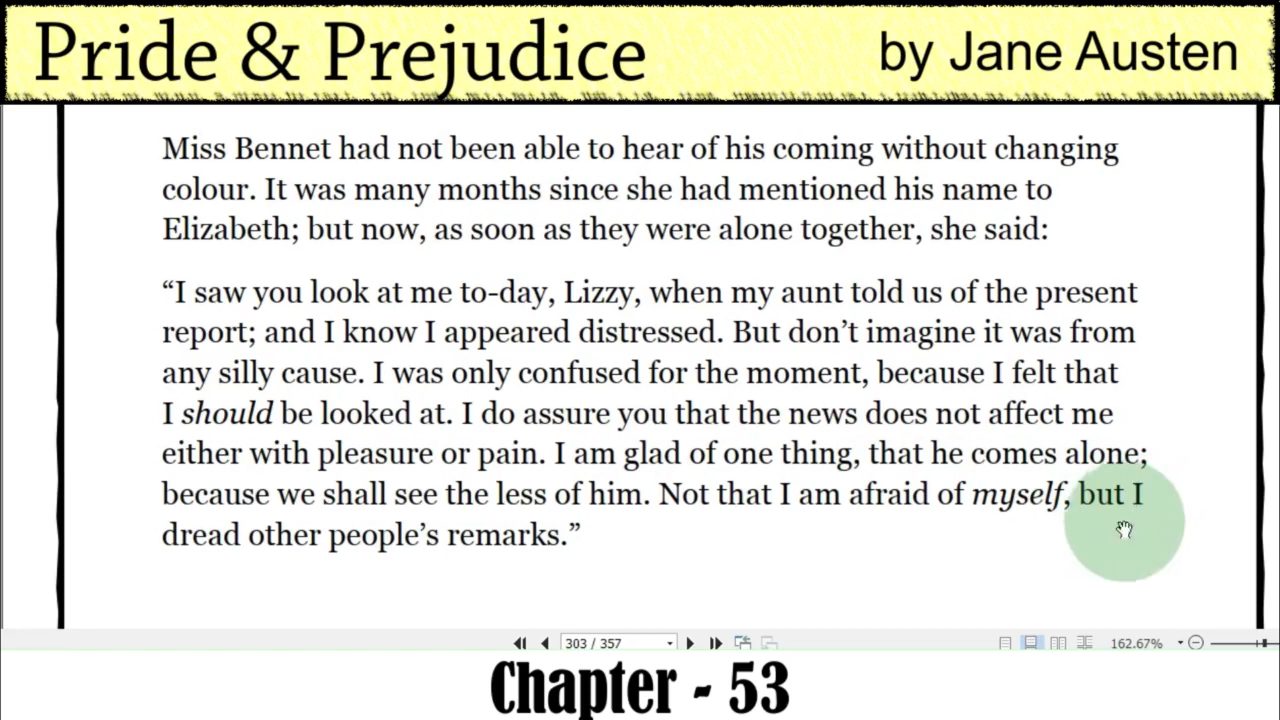 Pride & Prejudice
by Jane Austen
Miss Bennet had not been able to hear of his coming without changing
colour. It was many months since she had mentioned his name to
Elizabeth; but now, as soon as they were alone together, she said:
“I saw you look at me to-day, Lizzy, when my aunt told us of the present
report; and I know I appeared distressed. But don’t imagine it was from
any silly cause. I was only confused for the moment, because I felt that
I should be looked at. I do assure you that the news does not affect me
either with pleasure or pain. I am glad of one thing, that he comes alone;
because we shall see the less of him. Not that I am afraid of myself, but I
dread other people’s remarks.”
303 / 357
162.67%
Chapter - 53